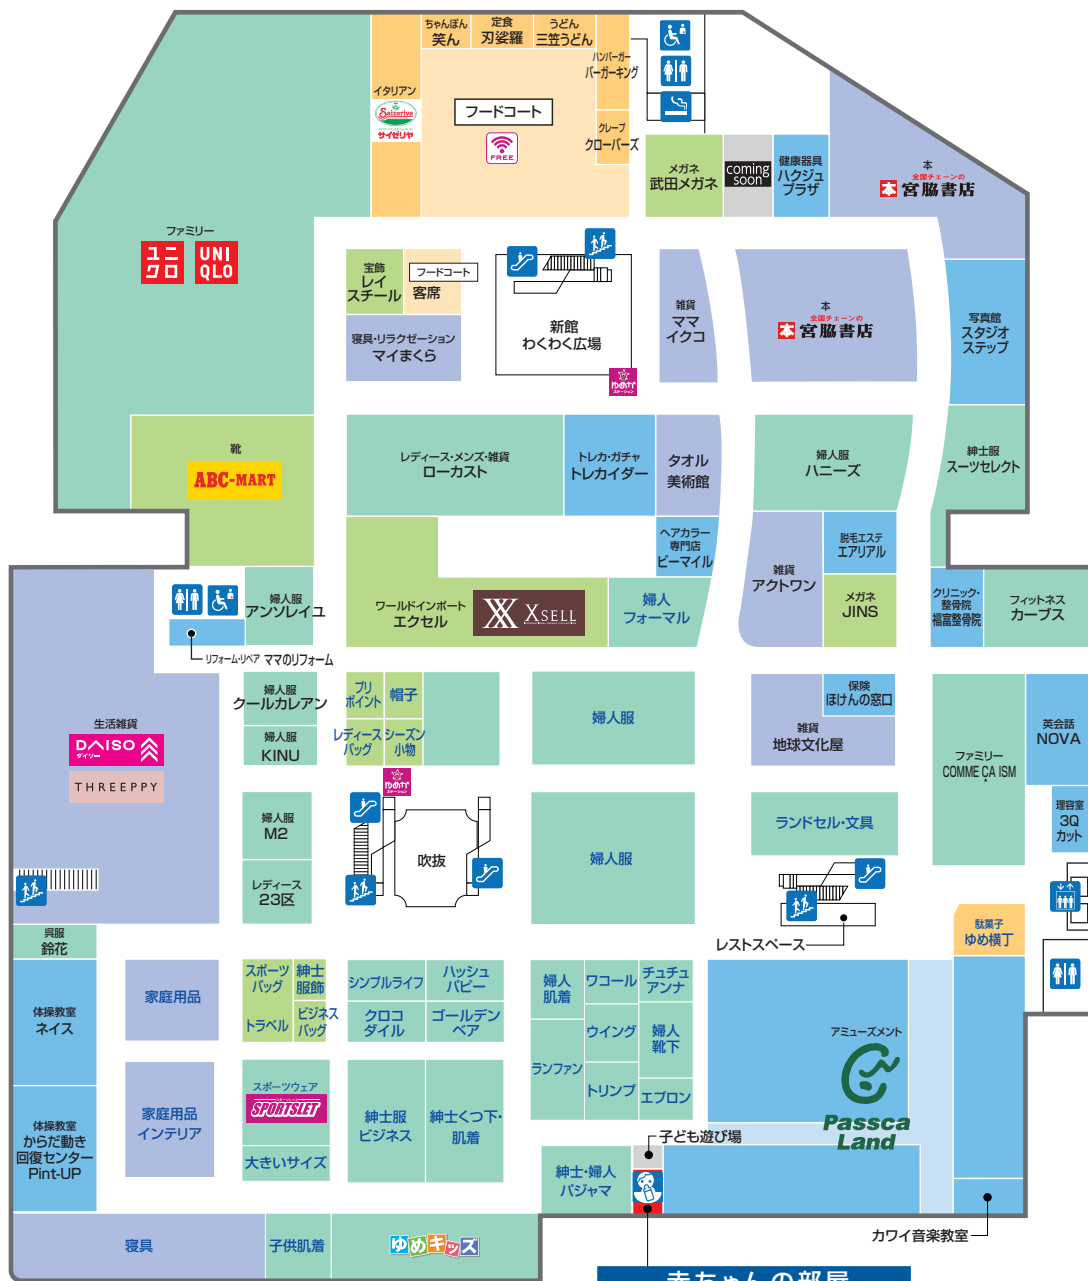 ちゃんぽん
笑ん
定食
刃娑羅
うどん
三笠うどん
ハンバーガー
バーガーキング
イタリアン
Saizeriya
サイゼリヤ
フードコート
FREE
クレープ
クローバーズ
メガネ
武田メガネ
coming
soon
健康器具
ハクジュ
プラザ
本
全国チェーンの
本 宮脇書店
ファミリー
ユニ
クロ
UNI
QLO
宝飾
レイ
スチール
フードコート
客席
寝具・リラクゼーション
マイまくら
新館
わくわく広場
ゆめか
ステーション
雑貨
ママ
イクコ
本
全国チェーンの
本 宮脇書店
写真館
スタジオ
ステップ
靴
ABC-MART
レディース・メンズ・雑貨
ローカスト
トレカ・ガチャ
トレカイダー
タオル
美術館
婦人服
ハニーズ
紳士服
スーツセレクト
ヘアカラー
専門店
ビーマイル
雑貨
アクトワン
脱毛エステ
エアリアル
メガネ
JINS
クリニック・
整骨院
福富整骨院
フィットネス
カーブス
婦人服
アンソレイユ
ワールドインポート
エクセル
XSELL
婦人
フォーマル
リフォーム・リペア ママのリフォーム
生活雑貨
DAISO
ダイソー
THREEPPY
婦人服
クールカレアン
婦人服
KINU
プリ
ポイント
帽子
レディース
バッグ
シーズン
小物
婦人服
雑貨
地球文化屋
保険
ほけんの窓口
ファミリー
COMME CA ISM
英会話
NOVA
理容室
3Q
カット
ゆめか
ステーション
婦人服
M2
レディース
23区
吹抜
婦人服
ランドセル・文具
レストスペース
駄菓子
ゆめ横丁
呉服
鈴花
体操教室
ネイス
家庭用品
スポーツ
バッグ
トラベル
紳士
服飾
ビジネス
バッグ
シンプルライフ
ハッシュ
パピー
クロコ
ダイル
ゴールデン
ベア
婦人
肌着
ワコール
チュチュ
アンナ
ランファン
ウイング
婦人
靴下
トリンプ
エプロン
アミューズメント
Passca
Land
体操教室
からだ動き
回復センター
Pint-UP
家庭用品
インテリア
スポーツウェア
SPORTSLET
大きいサイズ
紳士服
ビジネス
紳士くつ下・
肌着
子ども遊び場
紳士・婦人
パジャマ
カワイ音楽教室
寝具
子供肌着
ゆめキッズ
赤ちゃんの部屋